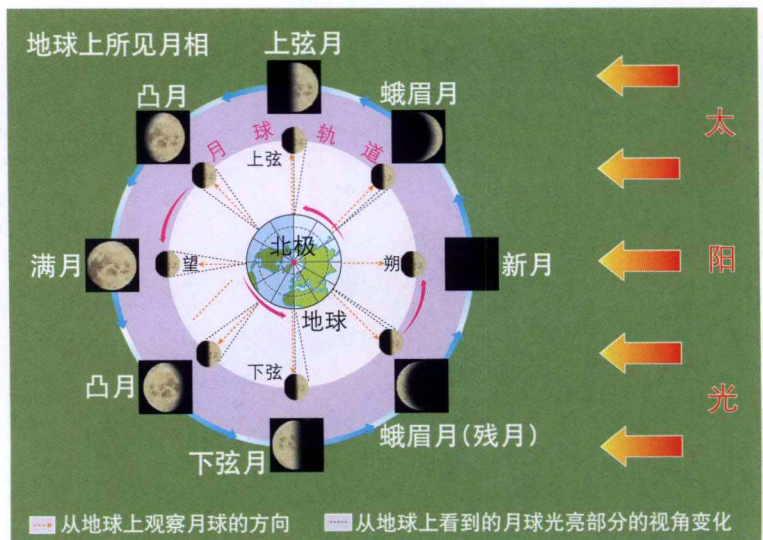 地球上所见月相
上弦月
凸月
蛾眉月
月球轨道
上弦
太
阳
光
满月
望
北极
朔
新月
地球
凸月
下弦
下弦月
蛾眉月(残月)
从地球上观察月球的方向
从地球上看到的月球光亮部分的视角变化